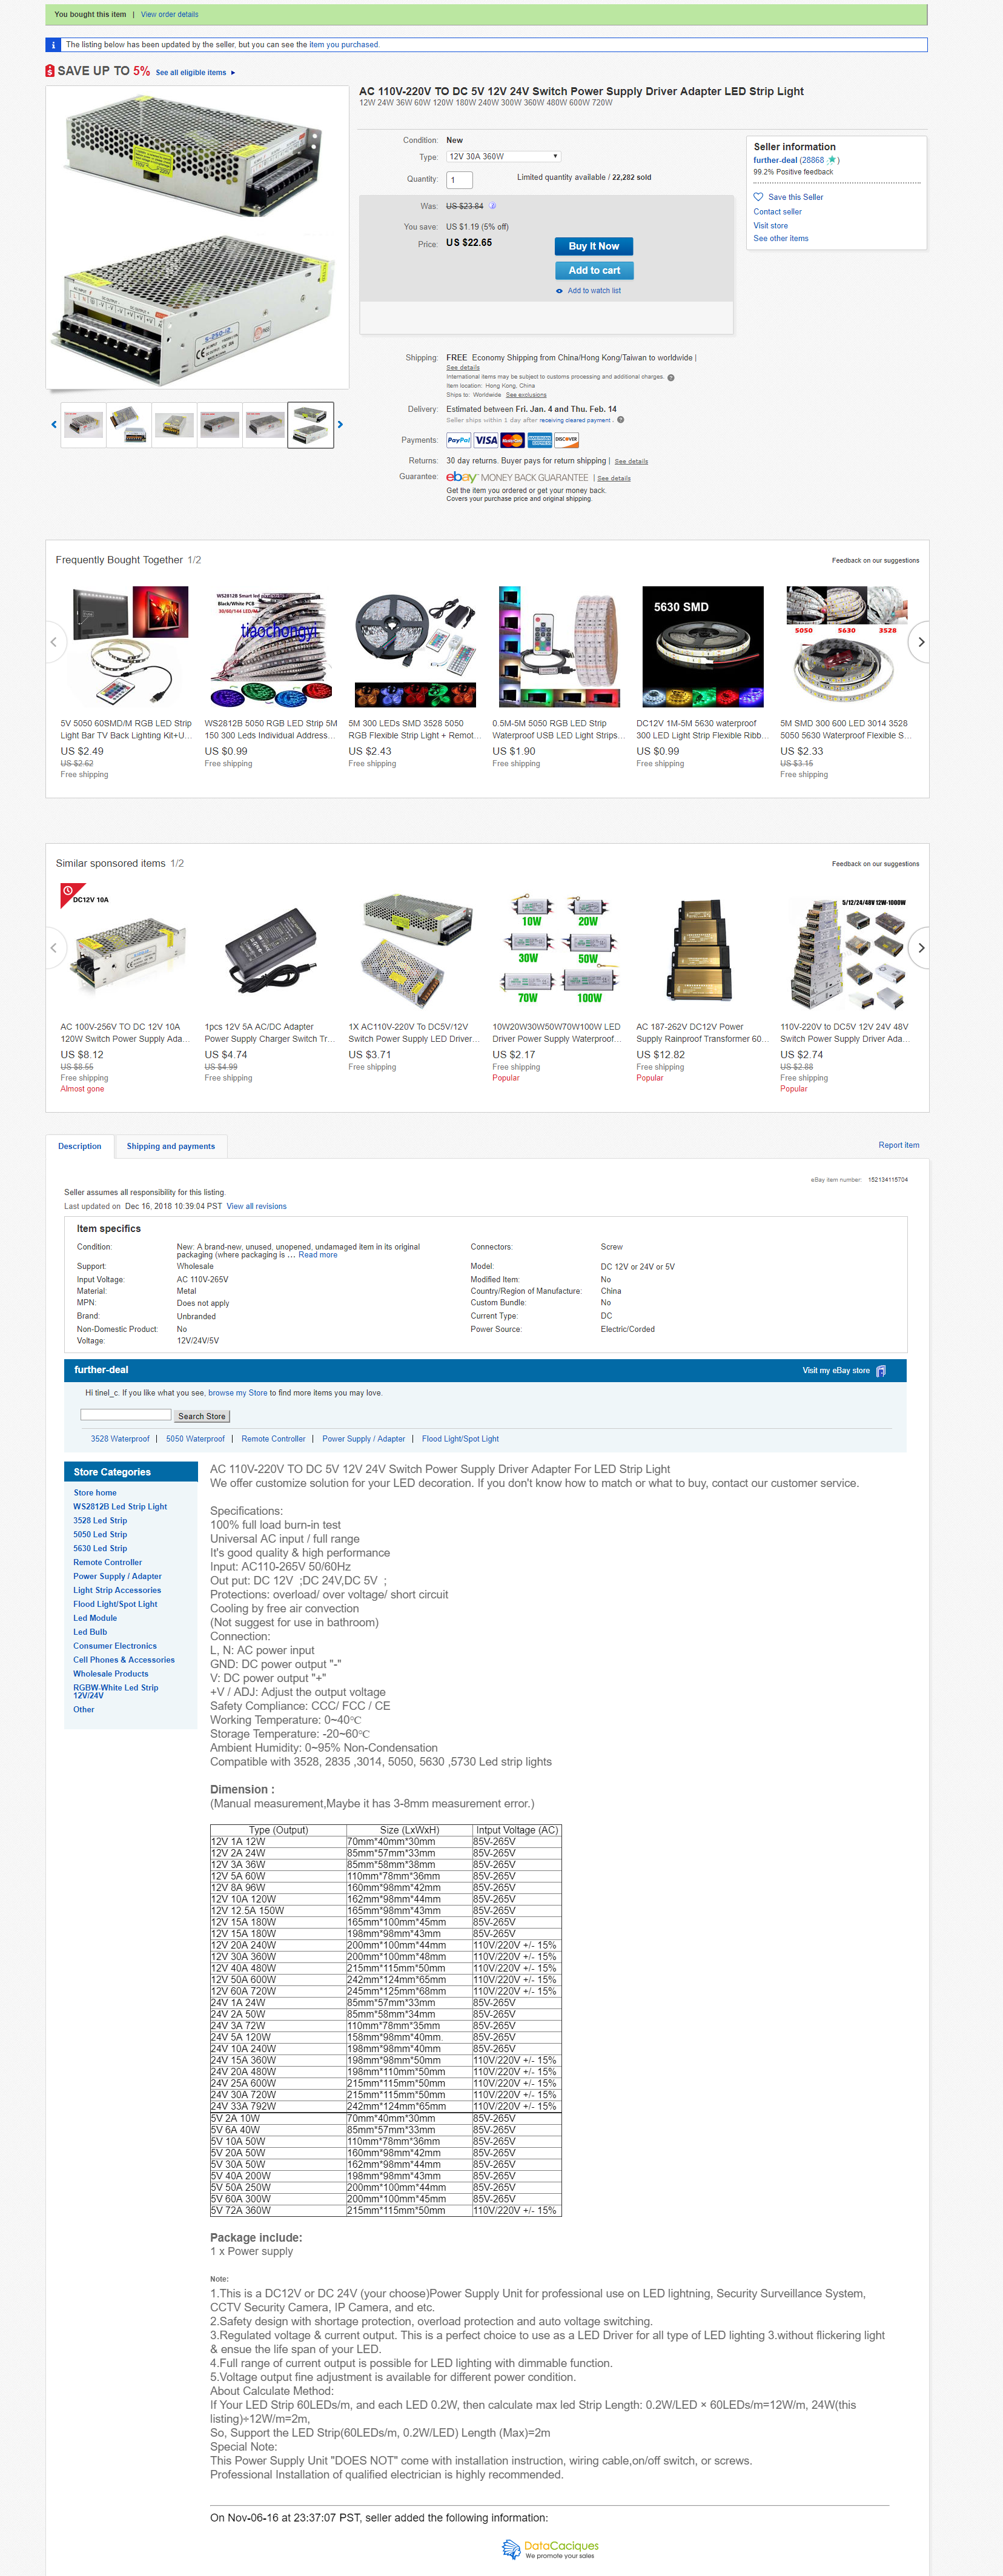 You bought this item | View order details
The listing below has been updated by the seller, but you can see the item you purchased.
SAVE UP TO 5% See all eligible items
AC 110V-220V TO DC 5V 12V 24V Switch Power Supply Driver Adapter LED Strip Light
12W 24W 36W 60W 120W 180W 240W 300W 360W 480W 600W 720W
Condition: New
Type: 12V 30A 360W
Quantity: 1 Limited quantity available / 22,282 sold
Was: US $23.84
You save: US $1.19 (5% off)
Price: US $22.65
Buy It Now
Add to cart
Add to watch list
Seller information
further-deal (28868)
99.2% Positive feedback
Save this Seller
Contact seller
Visit store
See other items
Shipping: FREE Economy Shipping from China/Hong Kong/Taiwan to worldwide |
See details
International items may be subject to customs processing and additional charges.
Item location: Hong Kong, China
Ships to: Worldwide See exclusions
Delivery: Estimated between Fri. Jan. 4 and Thu. Feb. 14
Seller ships within 1 day after receiving cleared payment.
Payments: PayPal VISA MasterCard AMERICAN EXPRESS DISCOVER
Returns: 30 day returns. Buyer pays for return shipping | See details
Guarantee: ebay MONEY BACK GUARANTEE | See details
Get the item you ordered or get your money back.
Covers your purchase price and original shipping.
Frequently Bought Together 1/2
Feedback on our suggestions
WS2812B Smart led pixel
Black/White PCB
30/60/144 LED/M
tiaochongyi
5630 SMD
5050 5630 3528
5V 5050 60SMD/M RGB LED Strip
Light Bar TV Back Lighting Kit+U...
US $2.49
US $2.62
Free shipping
WS2812B 5050 RGB LED Strip 5M
150 300 Leds Individual Address...
US $0.99
Free shipping
5M 300 LEDs SMD 3528 5050
RGB Flexible Strip Light + Remot...
US $2.43
Free shipping
0.5M-5M 5050 RGB LED Strip
Waterproof USB LED Light Strips...
US $1.90
Free shipping
DC12V 1M-5M 5630 waterproof
300 LED Light Strip Flexible Ribb...
US $0.99
Free shipping
5M SMD 300 600 LED 3014 3528
5050 5630 Waterproof Flexible S...
US $2.33
US $3.15
Free shipping
Similar sponsored items 1/2
Feedback on our suggestions
DC12V 10A
10W 20W
30W 50W
70W 100W
5/12/24/48V 12W-1000W
AC 100V-256V TO DC 12V 10A
120W Switch Power Supply Ada...
US $8.12
US $8.55
Free shipping
Almost gone
1pcs 12V 5A AC/DC Adapter
Power Supply Charger Switch Tr...
US $4.74
US $4.99
Free shipping
1X AC110V-220V To DC5V/12V
Switch Power Supply LED Driver...
US $3.71
Free shipping
10W20W30W50W70W100W LED
Driver Power Supply Waterproof...
US $2.17
Free shipping
Popular
AC 187-262V DC12V Power
Supply Rainproof Transformer 60...
US $12.82
Free shipping
Popular
110V-220V to DC5V 12V 24V 48V
Switch Power Supply Driver Ada...
US $2.74
US $2.88
Free shipping
Popular
Description
Shipping and payments
Report item
eBay item number: 152134115704
Seller assumes all responsibility for this listing.
Last updated on Dec 16, 2018 10:39:04 PST View all revisions
Item specifics
Condition: New: A brand-new, unused, unopened, undamaged item in its original
packaging (where packaging is ... Read more
Connectors: Screw
Support: Wholesale
Model: DC 12V or 24V or 5V
Input Voltage: AC 110V-265V
Modified Item: No
Material: Metal
Country/Region of Manufacture: China
MPN: Does not apply
Custom Bundle: No
Brand: Unbranded
Current Type: DC
Non-Domestic Product: No
Power Source: Electric/Corded
Voltage: 12V/24V/5V
further-deal
Visit my eBay store
Hi tinel_c. If you like what you see, browse my Store to find more items you may love.
Search Store
3528 Waterproof | 5050 Waterproof | Remote Controller | Power Supply / Adapter | Flood Light/Spot Light
Store Categories
Store home
WS2812B Led Strip Light
3528 Led Strip
5050 Led Strip
5630 Led Strip
Remote Controller
Power Supply / Adapter
Light Strip Accessories
Flood Light/Spot Light
Led Module
Led Bulb
Consumer Electronics
Cell Phones & Accessories
Wholesale Products
RGBW-White Led Strip
12V/24V
Other
AC 110V-220V TO DC 5V 12V 24V Switch Power Supply Driver Adapter For LED Strip Light
We offer customize solution for your LED decoration. If you don't know how to match or what to buy, contact our customer service.
Specifications:
100% full load burn-in test
Universal AC input / full range
It's good quality & high performance
Input: AC110-265V 50/60Hz
Out put: DC 12V ;DC 24V,DC 5V ;
Protections: overload/ over voltage/ short circuit
Cooling by free air convection
(Not suggest for use in bathroom)
Connection:
L, N: AC power input
GND: DC power output "-"
V: DC power output "+"
+V / ADJ: Adjust the output voltage
Safety Compliance: CCC/ FCC / CE
Working Temperature: 0~40℃
Storage Temperature: -20~60℃
Ambient Humidity: 0~95% Non-Condensation
Compatible with 3528, 2835 ,3014, 5050, 5630 ,5730 Led strip lights
Dimension :
(Manual measurement,Maybe it has 3-8mm measurement error.)
Type (Output) Size (LxWxH) Intput Voltage (AC)
12V 1A 12W 70mm*40mm*30mm 85V-265V
12V 2A 24W 85mm*57mm*33mm 85V-265V
12V 3A 36W 85mm*58mm*38mm 85V-265V
12V 5A 60W 110mm*78mm*36mm 85V-265V
12V 8A 96W 160mm*98mm*42mm 85V-265V
12V 10A 120W 162mm*98mm*44mm 85V-265V
12V 12.5A 150W 165mm*98mm*43mm 85V-265V
12V 15A 180W 165mm*100mm*45mm 85V-265V
12V 15A 180W 198mm*98mm*43mm 85V-265V
12V 20A 240W 200mm*100mm*44mm 110V/220V +/- 15%
12V 30A 360W 200mm*100mm*48mm 110V/220V +/- 15%
12V 40A 480W 215mm*115mm*50mm 110V/220V +/- 15%
12V 50A 600W 242mm*124mm*65mm 110V/220V +/- 15%
12V 60A 720W 245mm*125mm*68mm 110V/220V +/- 15%
24V 1A 24W 85mm*57mm*33mm 85V-265V
24V 2A 50W 85mm*58mm*34mm 85V-265V
24V 3A 72W 110mm*78mm*35mm 85V-265V
24V 5A 120W 158mm*98mm*40mm. 85V-265V
24V 10A 240W 198mm*98mm*40mm 85V-265V
24V 15A 360W 198mm*98mm*50mm 110V/220V +/- 15%
24V 20A 480W 198mm*110mm*50mm 110V/220V +/- 15%
24V 25A 600W 215mm*115mm*50mm 110V/220V +/- 15%
24V 30A 720W 215mm*115mm*50mm 110V/220V +/- 15%
24V 33A 792W 242mm*124mm*65mm 110V/220V +/- 15%
5V 2A 10W 70mm*40mm*30mm 85V-265V
5V 6A 40W 85mm*57mm*33mm 85V-265V
5V 10A 50W 110mm*78mm*36mm 85V-265V
5V 20A 50W 160mm*98mm*42mm 85V-265V
5V 30A 50W 162mm*98mm*44mm 85V-265V
5V 40A 200W 198mm*98mm*43mm 85V-265V
5V 50A 250W 200mm*100mm*44mm 85V-265V
5V 60A 300W 200mm*100mm*45mm 85V-265V
5V 72A 360W 215mm*115mm*50mm 110V/220V +/- 15%
Package include:
1 x Power supply
Note:
1.This is a DC12V or DC 24V (your choose)Power Supply Unit for professional use on LED lightning, Security Surveillance System,
CCTV Security Camera, IP Camera, and etc.
2.Safety design with shortage protection, overload protection and auto voltage switching.
3.Regulated voltage & current output. This is a perfect choice to use as a LED Driver for all type of LED lighting 3.without flickering light
& ensue the life span of your LED.
4.Full range of current output is possible for LED lighting with dimmable function.
5.Voltage output fine adjustment is available for different power condition.
About Calculate Method:
If Your LED Strip 60LEDs/m, and each LED 0.2W, then calculate max led Strip Length: 0.2W/LED × 60LEDs/m=12W/m, 24W(this
listing)÷12W/m=2m,
So, Support the LED Strip(60LEDs/m, 0.2W/LED) Length (Max)=2m
Special Note:
This Power Supply Unit "DOES NOT" come with installation instruction, wiring cable,on/off switch, or screws.
Professional Installation of qualified electrician is highly recommended.
On Nov-06-16 at 23:37:07 PST, seller added the following information:
DataCaciques
We promote your sales